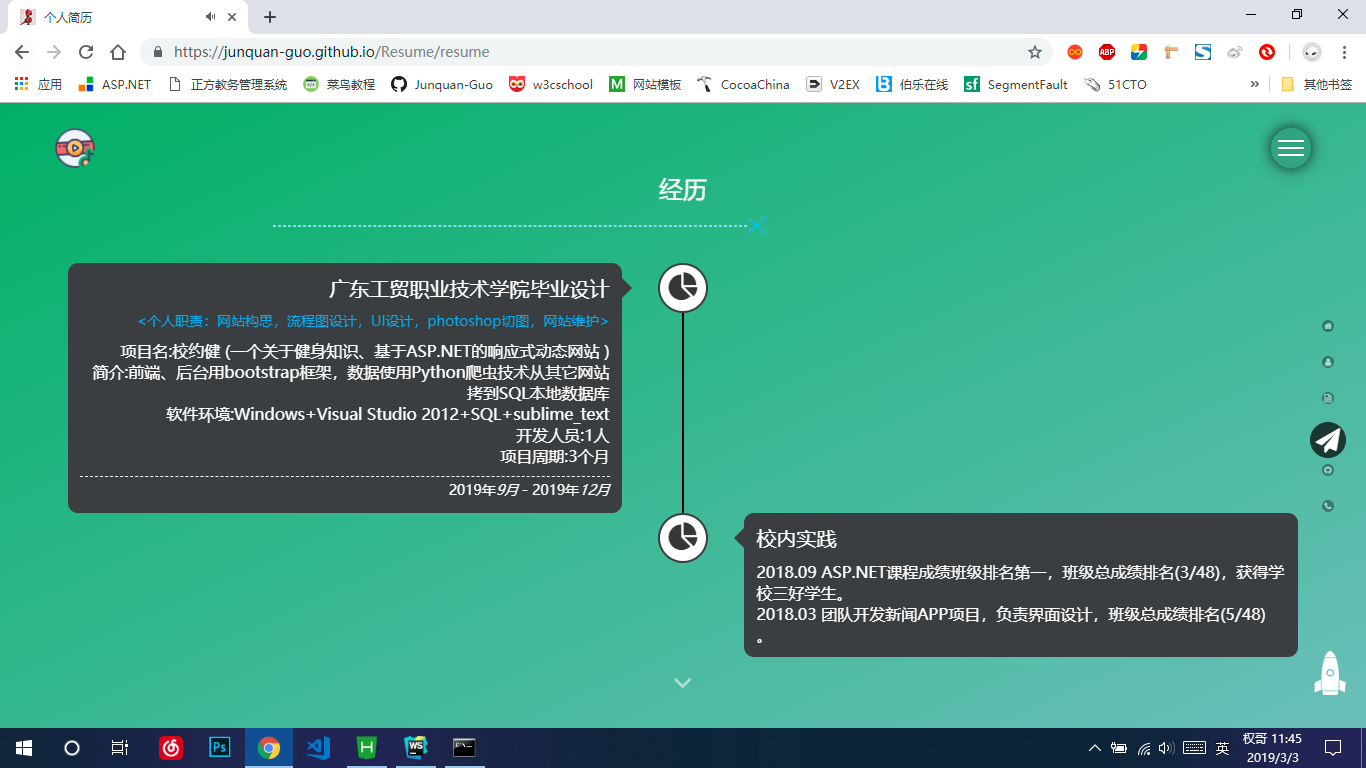 个人简历
https://junquan-guo.github.io/Resume/resume
ABP
应用 ASP.NET 正方教务管理系统 菜鸟教程 Junquan-Guo w3cschool M 网站模板 CocoaChina V2EX 伯乐在线 sf SegmentFault 51CTO » 其他书签
经历
广东工贸职业技术学院毕业设计
<个人职责：网站构思，流程图设计，UI设计，photoshop切图，网站维护>
项目名:校约健 (一个关于健身知识、基于ASP.NET的响应式动态网站 )
简介:前端、后台用bootstrap框架，数据使用Python爬虫技术从其它网站
拷到SQL本地数据库
软件环境:Windows+Visual Studio 2012+SQL+sublime_text
开发人员:1人
项目周期:3个月
2019年9月 - 2019年12月
校内实践
2018.09 ASP.NET课程成绩班级排名第一，班级总成绩排名(3/48)，获得学
校三好学生。
2018.03 团队开发新闻APP项目，负责界面设计，班级总成绩排名(5/48)
。
Ps
H
WS
英
权哥 11:45
2019/3/3